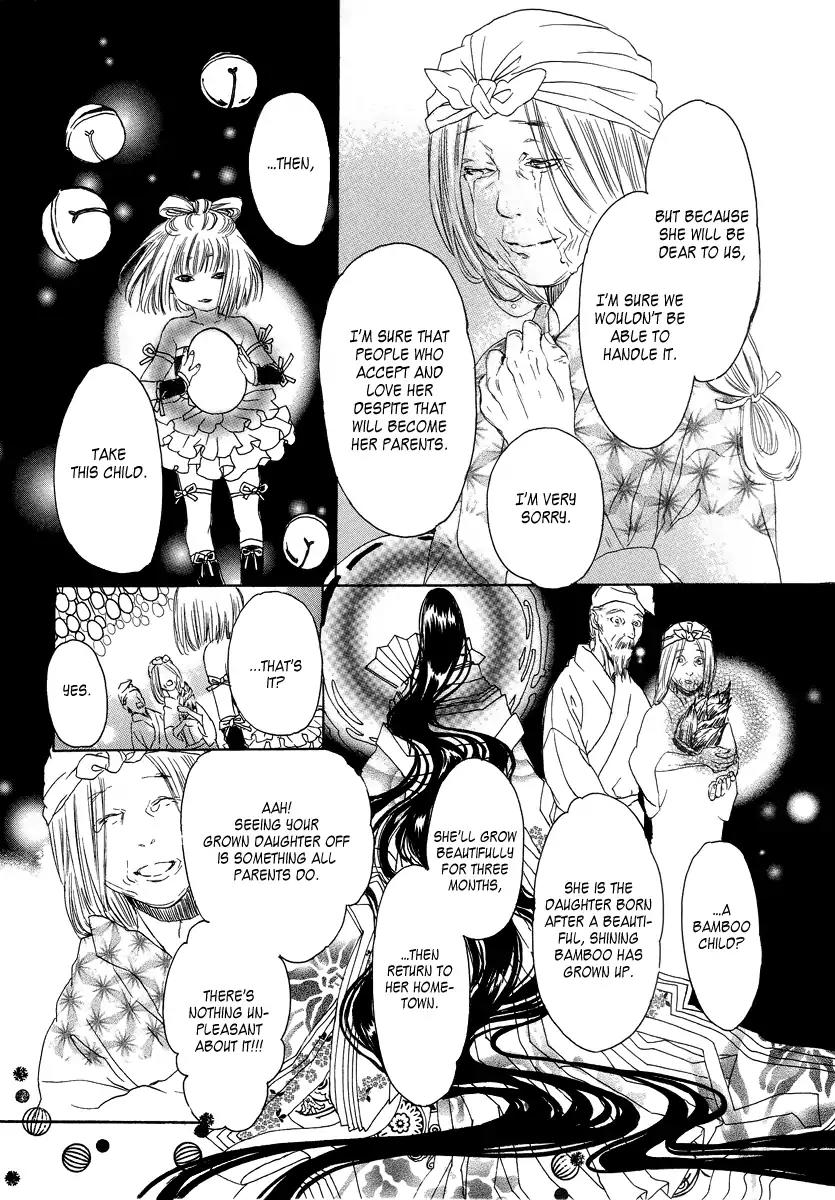 BUT BECAUSE
SHE WILL BE
DEAR TO US,
I'M SURE WE
WOULDN'T BE
ABLE TO
HANDLE IT.
I'M SURE THAT
PEOPLE WHO
ACCEPT AND
LOVE HER
DESPITE THAT
WILL BECOME
HER PARENTS.
I'M VERY
SORRY.
...THEN,
TAKE
THIS CHILD.
...A
BAMBOO
CHILD?
SHE IS THE
DAUGHTER BORN
AFTER A BEAUTI-
FUL, SHINING
BAMBOO HAS
GROWN UP.
SHE'LL GROW
BEAUTIFULLY
FOR THREE
MONTHS,
...THEN
RETURN TO
HER HOME-
TOWN.
...THAT'S
IT?
YES.
AAH!
SEEING YOUR
GROWN DAUGHTER OFF
IS SOMETHING ALL
PARENTS DO.
THERE'S
NOTHING UN-
PLEASANT
ABOUT IT!!!